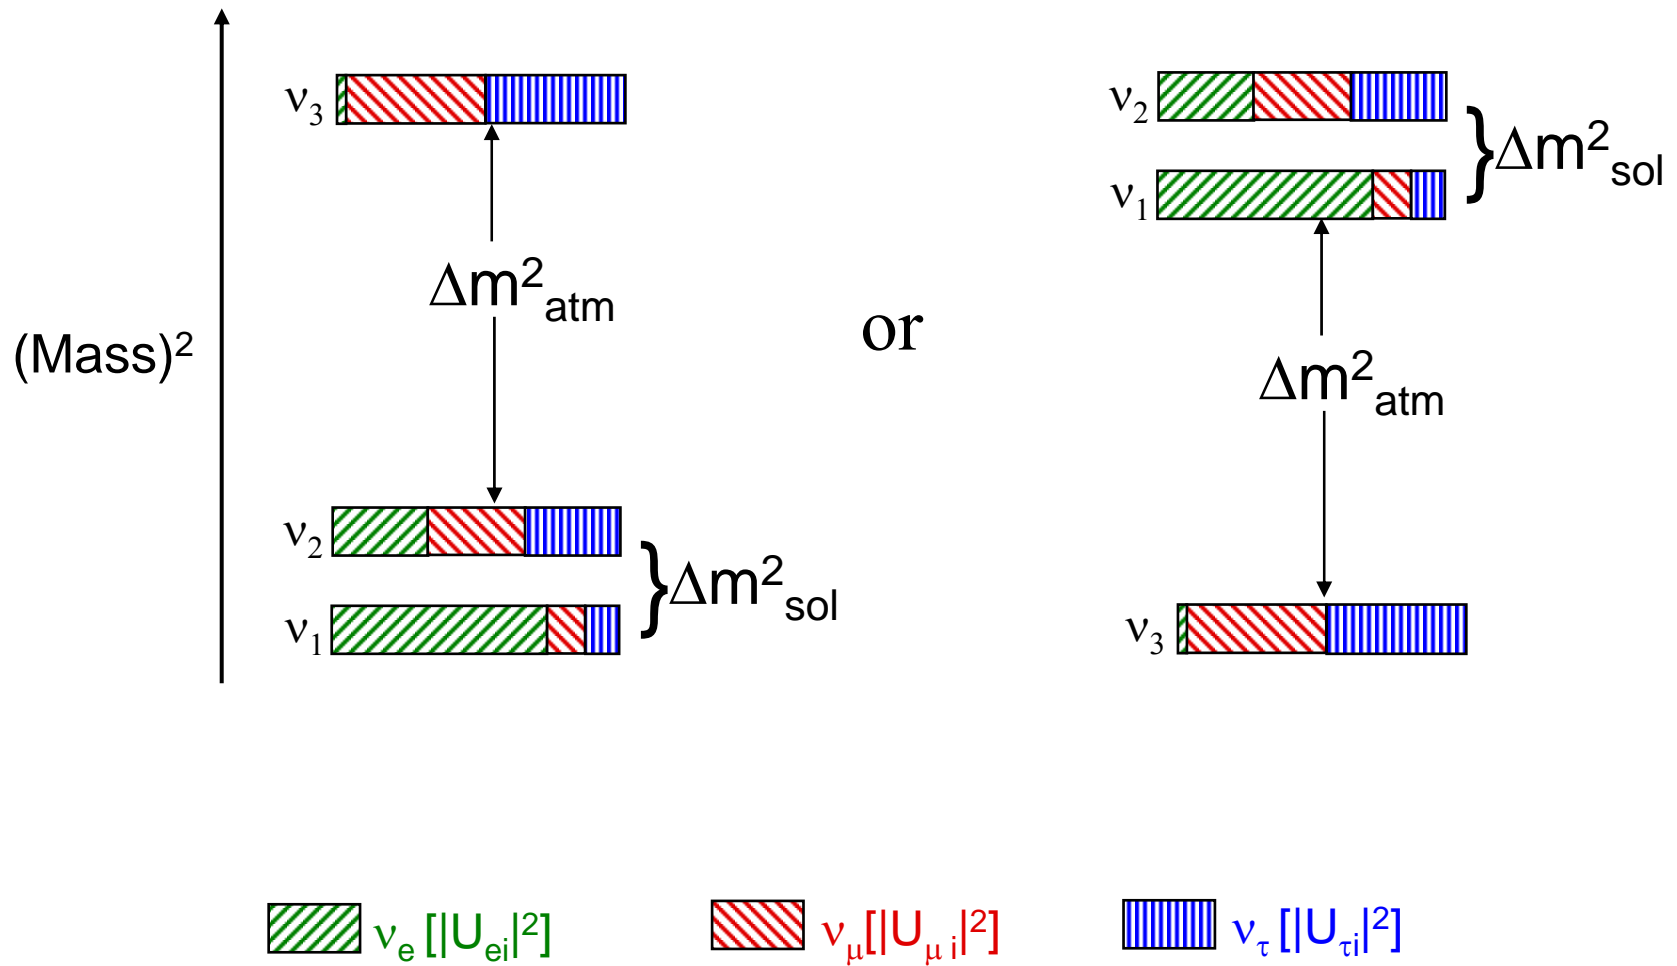 ν3
ν2
Δm²sol
ν1
Δm²atm
(Mass)²
or
Δm²atm
ν2
Δm²sol
ν1
ν3
νe [|Uei|²]
νμ[|Uμ i|²]
ντ [|Uτi|²]